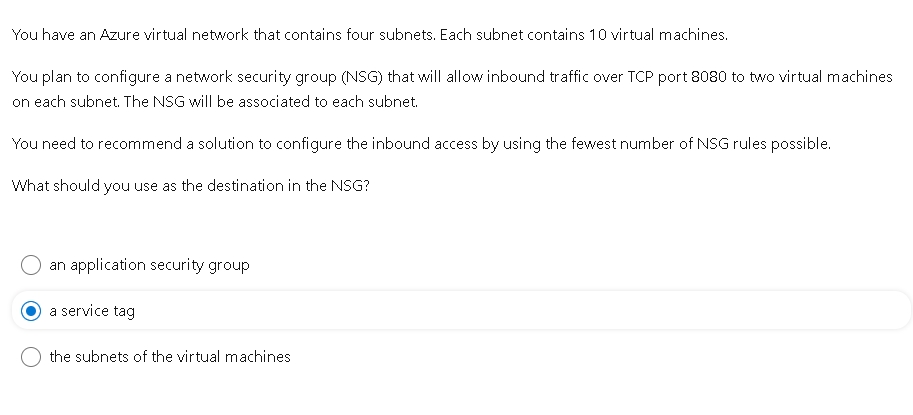 You have an Azure virtual network that contains four subnets. Each subnet contains 10 virtual machines.
You plan to configure a network security group (NSG) that will allow inbound traffic over TCP port 8080 to two virtual machines
on each subnet. The NSG will be associated to each subnet.
You need to recommend a solution to configure the inbound access by using the fewest number of NSG rules possible.
What should you use as the destination in the NSG?
an application security group
a service tag
the subnets of the virtual machines